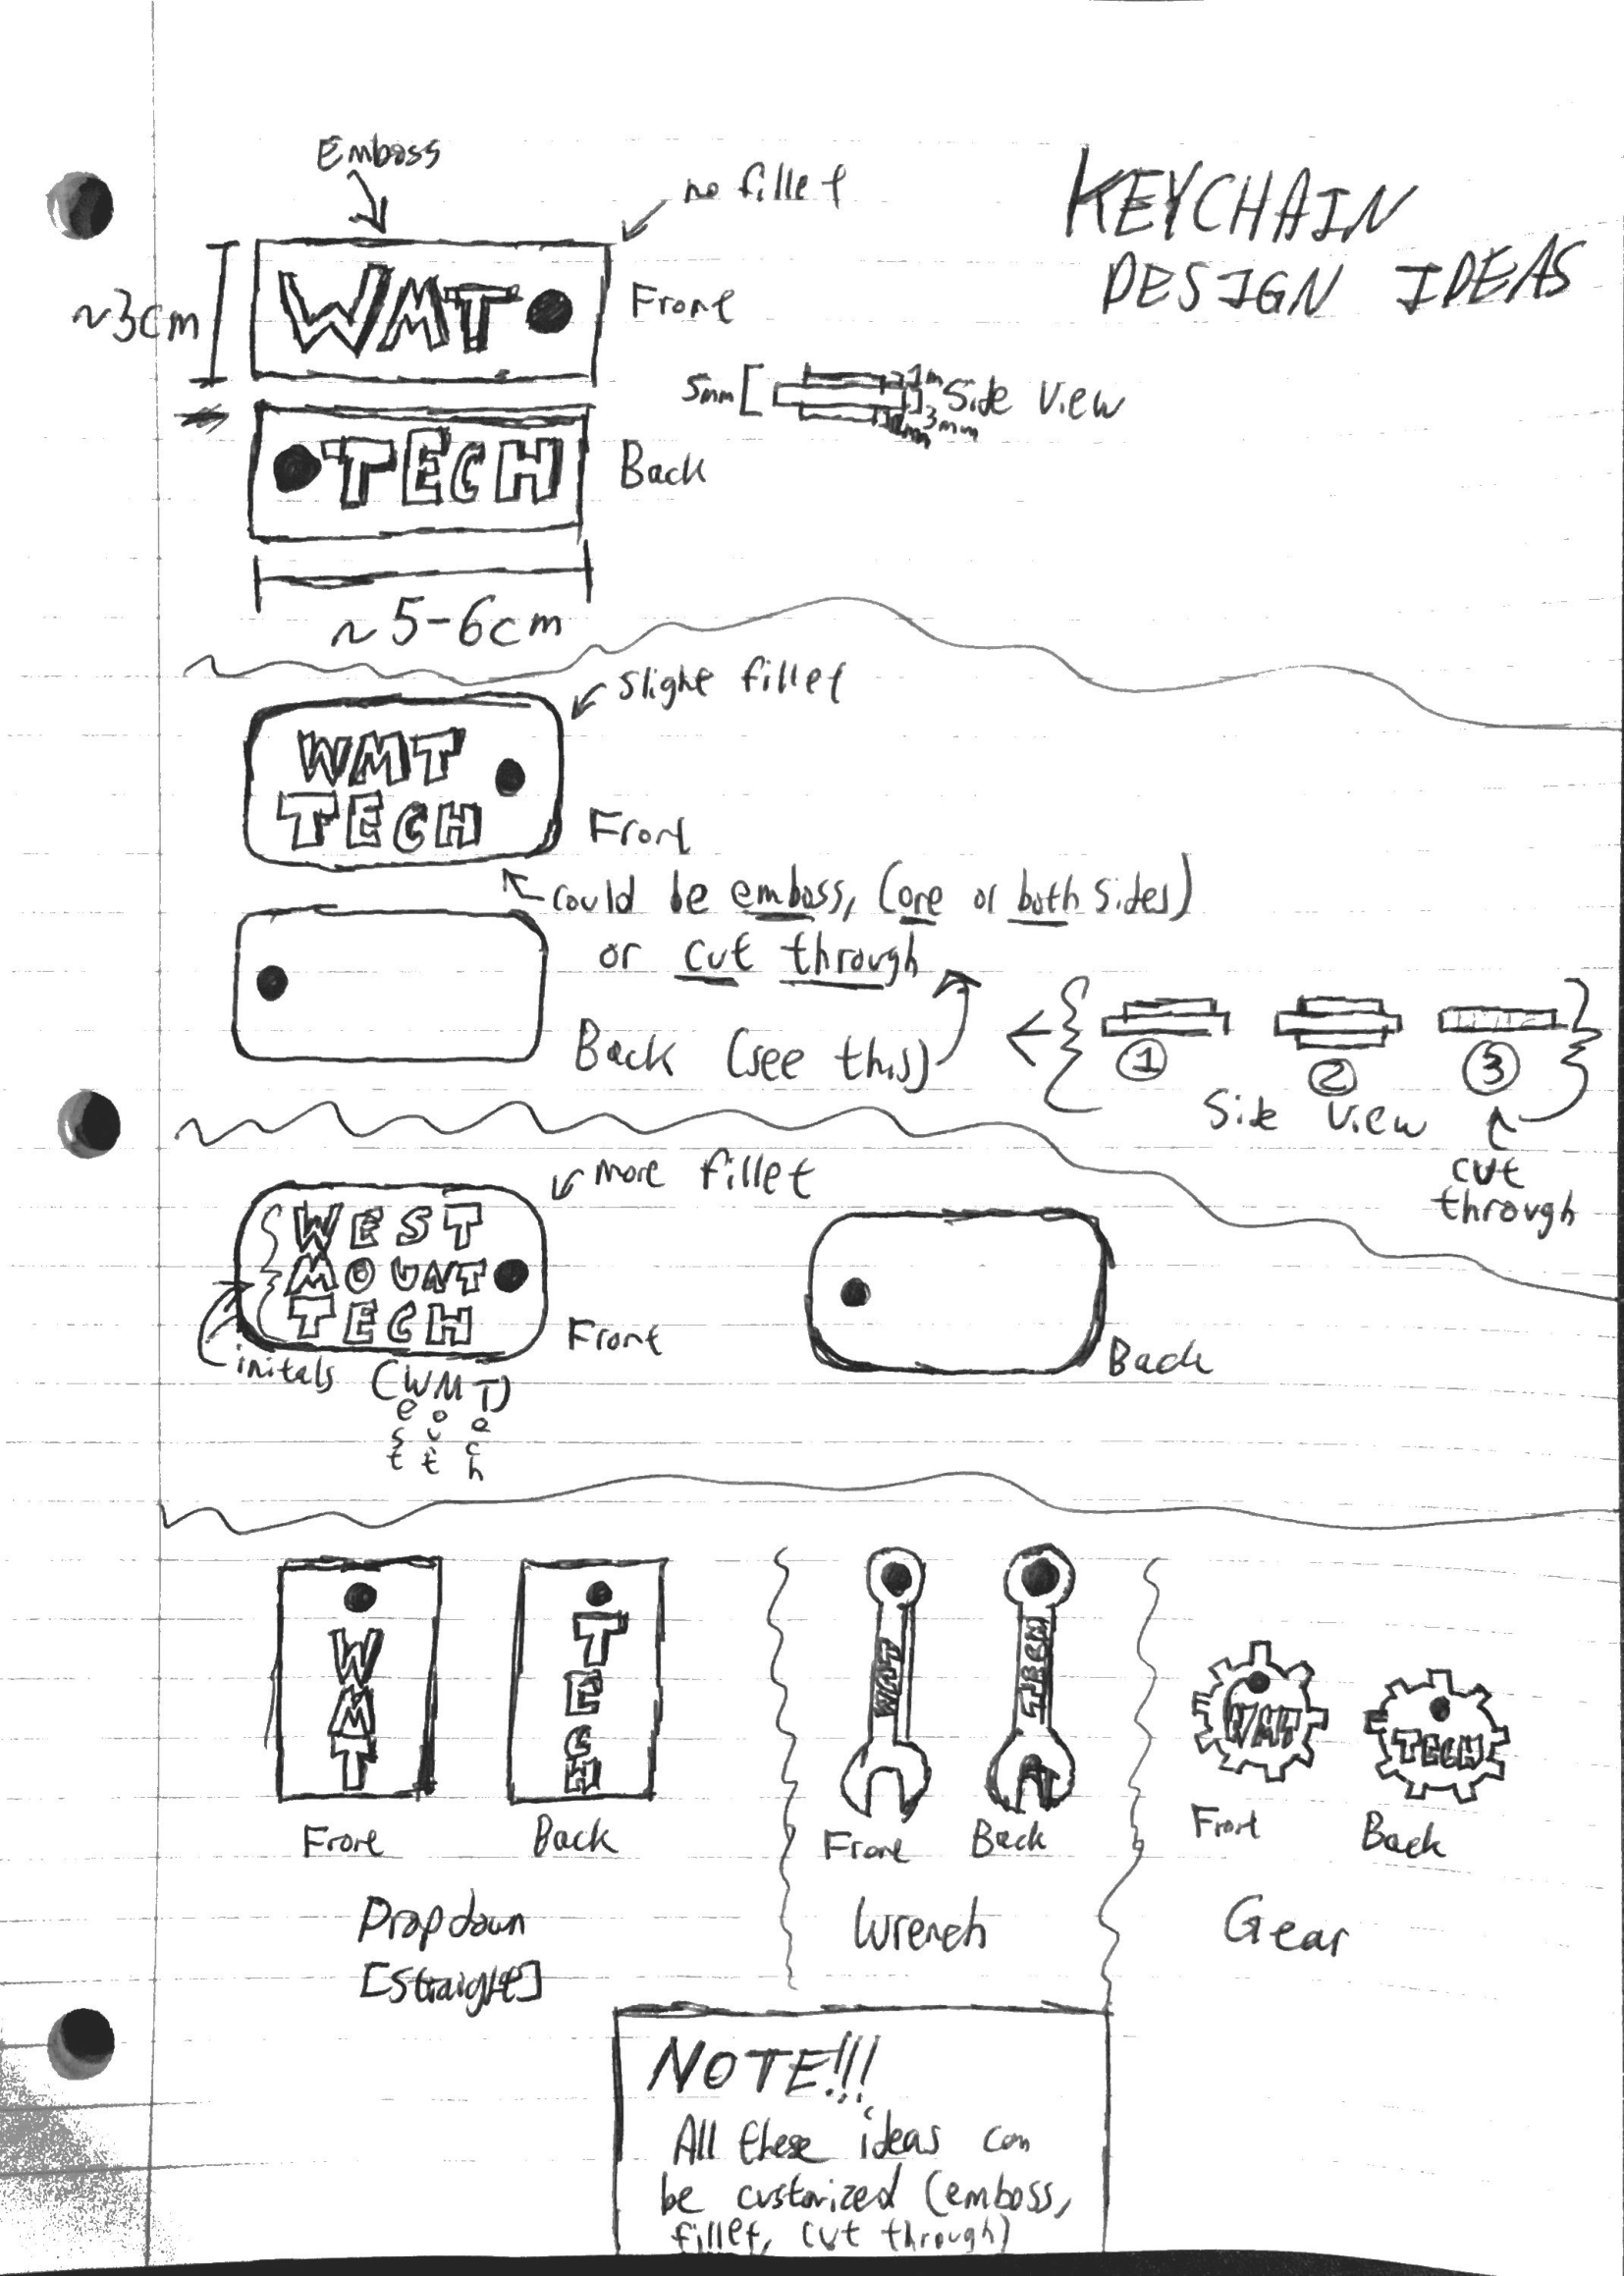 KEYCHAIN
DESIGN IDEAS
Emboss
no fillet
~3cm
WMT
Front
5mm
1m
3mm
Side View
TECH
Back
~5-6cm
slight fillet
WMT
TECH
Front
could be emboss, (one or both sides)
or cut through
Back (see this)
1 2 3
Side View
cut
through
more fillet
WEST
MOUNT
TECH
Front
Back
initals (WMT)
e o e
s u c
t t h
WMT
TECH
WMT
TECH
WMT
TECH
Front
Back
Front
Back
Front
Back
Dropdown
[Straight]
Wrench
Gear
NOTE!!!
All these ideas can
be custorized (emboss,
fillet, cut through)